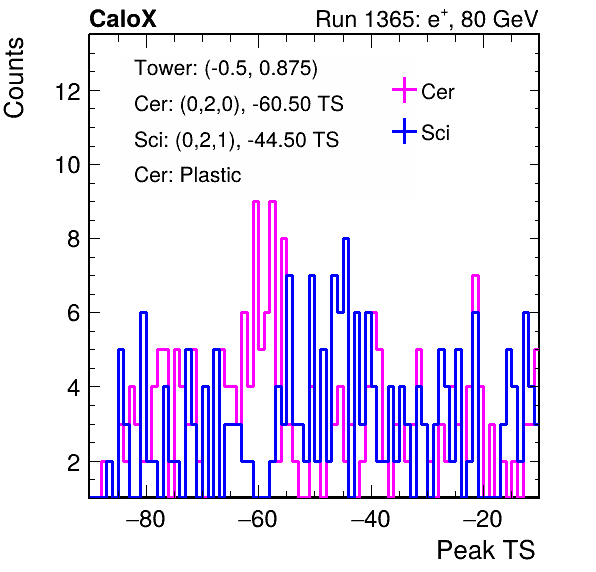 CaloX Run 1365: e⁺, 80 GeV
Counts
Tower: (-0.5, 0.875)
Cer: (0,2,0), -60.50 TS
Sci: (0,2,1), -44.50 TS
Cer: Plastic
Cer
Sci
12
10
8
6
4
2
−80 −60 −40 −20
Peak TS